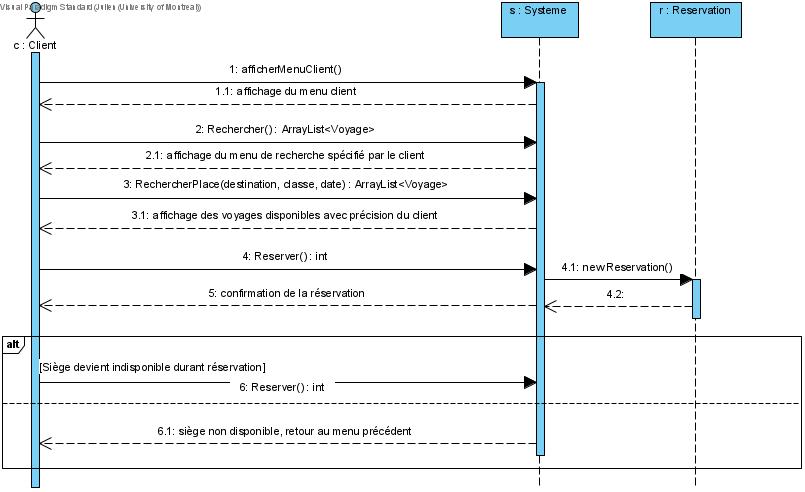 Visual Paradigm Standard (Julien (University of Montreal))
c : Client
s : Systeme
r : Reservation
1: afficherMenuClient()
1.1: affichage du menu client
2: Rechercher() : ArrayList<Voyage>
2.1: affichage du menu de recherche spécifié par le client
3: RechercherPlace(destination, classe, date) : ArrayList<Voyage>
3.1: affichage des voyages disponibles avec précision du client
4: Reserver() : int
4.1: newReservation()
5: confirmation de la réservation
4.2:
alt
[Siège devient indisponible durant réservation]
6: Reserver() : int
6.1: siège non disponible, retour au menu précédent